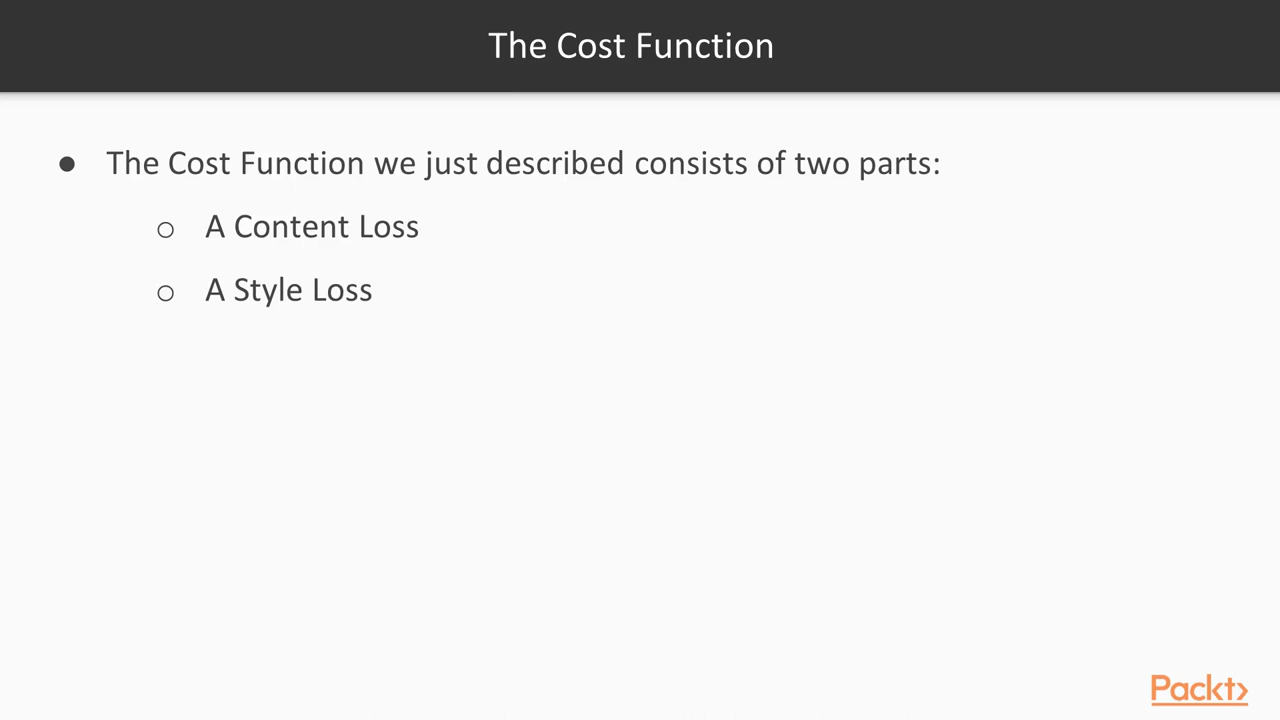 The Cost Function
● The Cost Function we just described consists of two parts:
○ A Content Loss
○ A Style Loss
Packt>